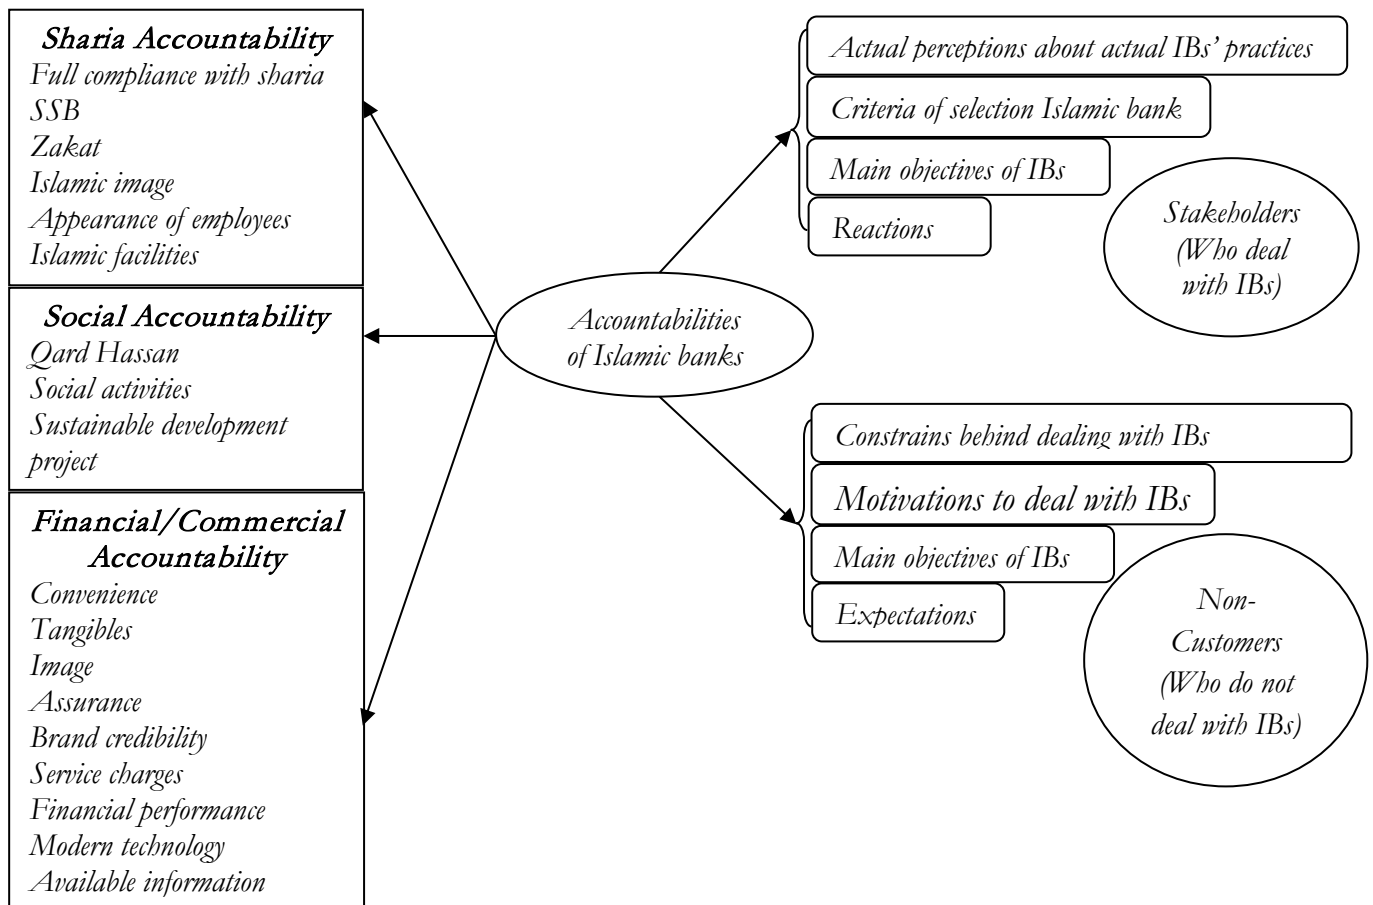 Sharia Accountability
Full compliance with sharia
SSB
Zakat
Islamic image
Appearance of employees
Islamic facilities
Social Accountability
Qard Hassan
Social activities
Sustainable development
project
Financial/Commercial
Accountability
Convenience
Tangibles
Image
Assurance
Brand credibility
Service charges
Financial performance
Modern technology
Available information
Accountabilities
of Islamic banks
Actual perceptions about actual IBs’ practices
Criteria of selection Islamic bank
Main objectives of IBs
Reactions
Stakeholders
(Who deal
with IBs)
Constrains behind dealing with IBs
Motivations to deal with IBs
Main objectives of IBs
Expectations
Non-
Customers
(Who do not
deal with IBs)